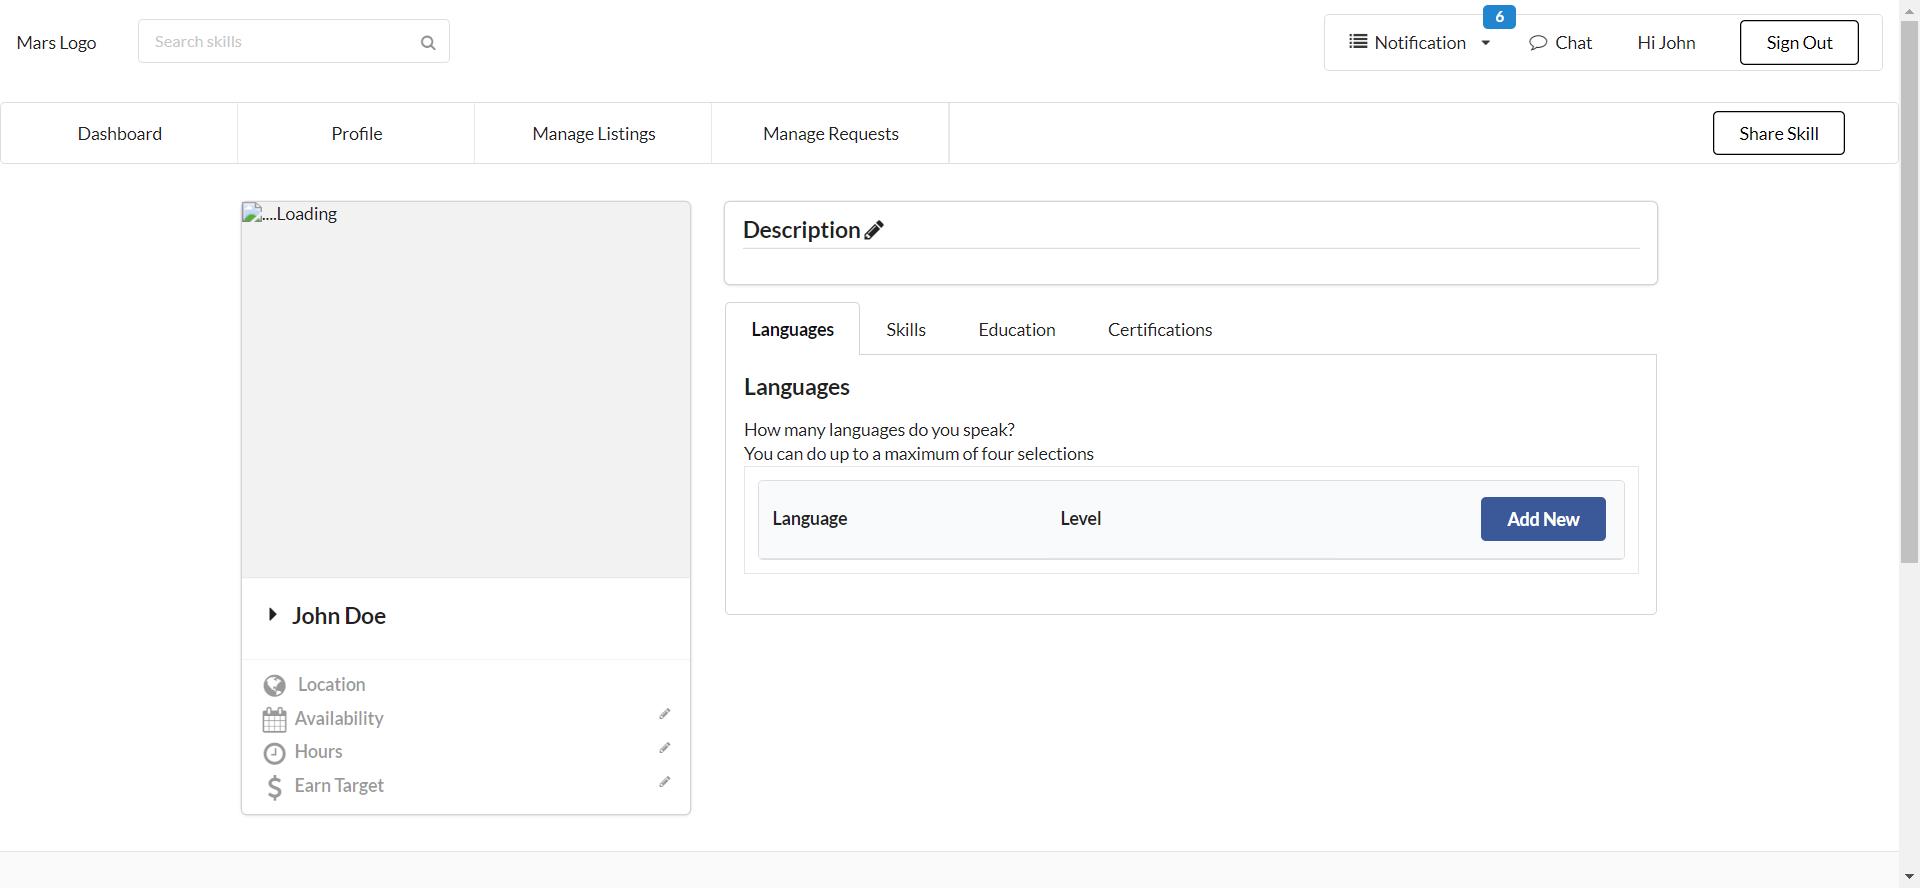 Mars Logo
Search skills
Notification
6
Chat
Hi John
Sign Out
Dashboard
Profile
Manage Listings
Manage Requests
Share Skill
....Loading
John Doe
Location
Availability
Hours
Earn Target
Description
Languages
Skills
Education
Certifications
Languages
How many languages do you speak?
You can do up to a maximum of four selections
Language
Level
Add New